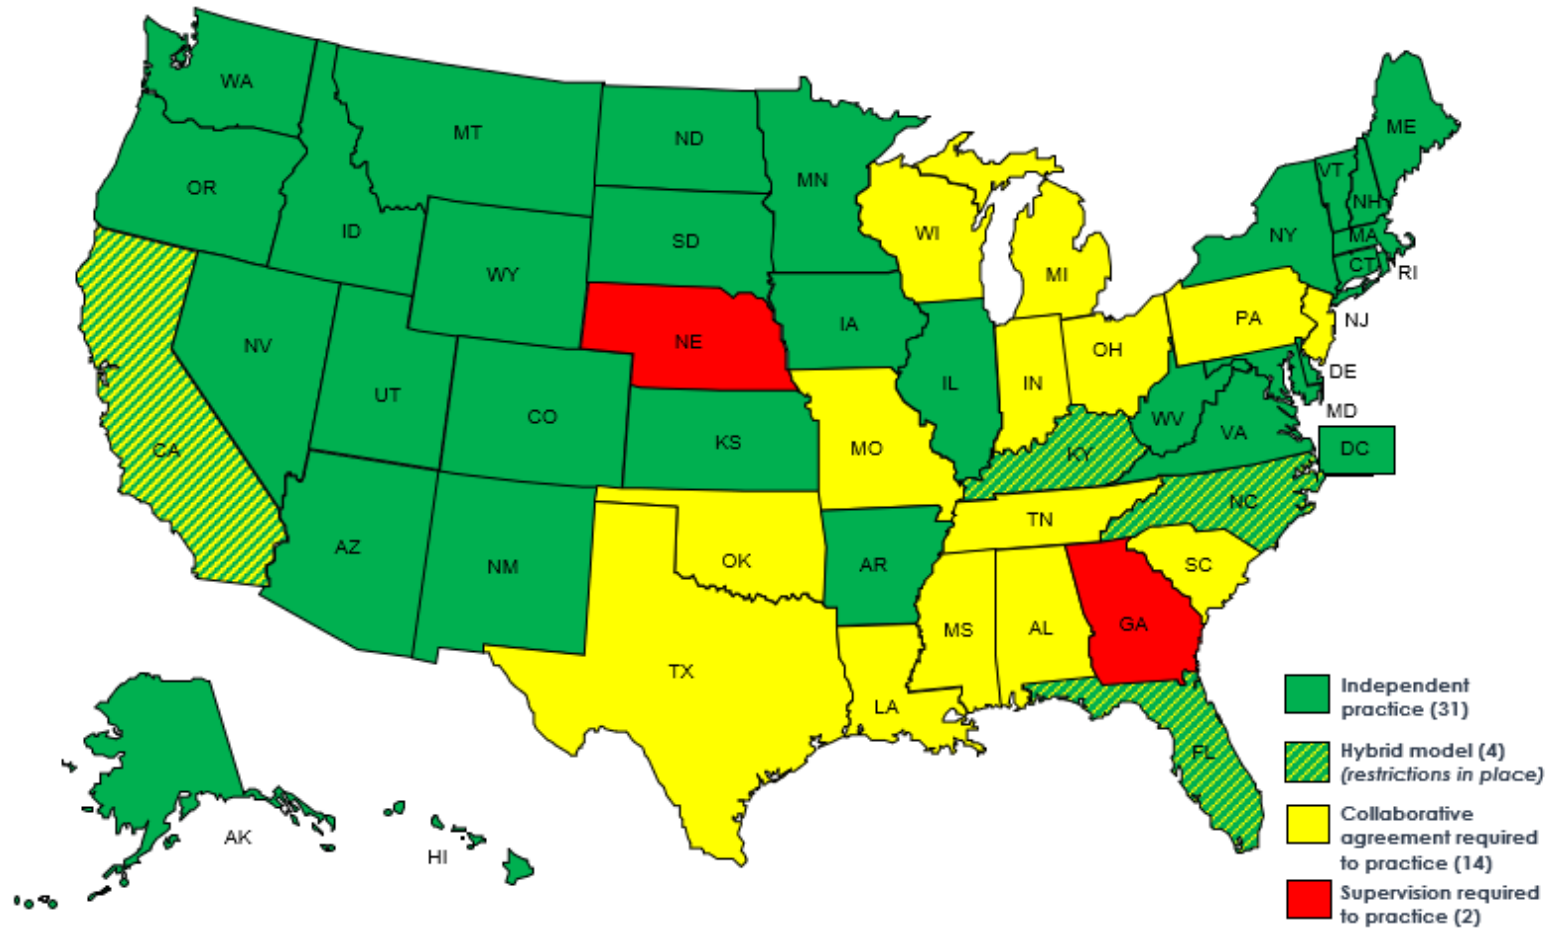 WA
MT
ND
MN
ME
OR
ID
SD
WI
VT
NH
NY
MA
CT
RI
WY
MI
NV
NE
IA
PA
NJ
OH
UT
CO
IL
IN
DE
MD
KS
WV
VA
DC
CA
MO
KY
NC
TN
AZ
NM
OK
AR
SC
MS
AL
GA
TX
LA
FL
AK
HI
Independent
practice (31)
Hybrid model (4)
(restrictions in place)
Collaborative
agreement required
to practice (14)
Supervision required
to practice (2)